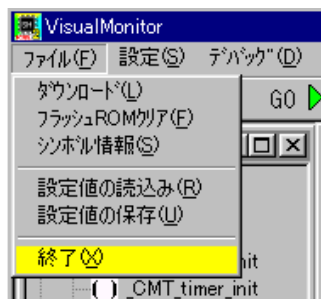 VisualMonitor
ﾌｧｲﾙ(F) 設定(S) ﾃﾞﾊﾞｯｸﾞ(D)
ﾀﾞｳﾝﾛｰﾄﾞ(L)
GO
ﾌﾗｯｼｭROMｸﾘｱ(F)
ｼﾝﾎﾞﾙ情報(S)
設定値の読込み(R)
設定値の保存(U)
終了(X)
nit
_CMT_timer_init